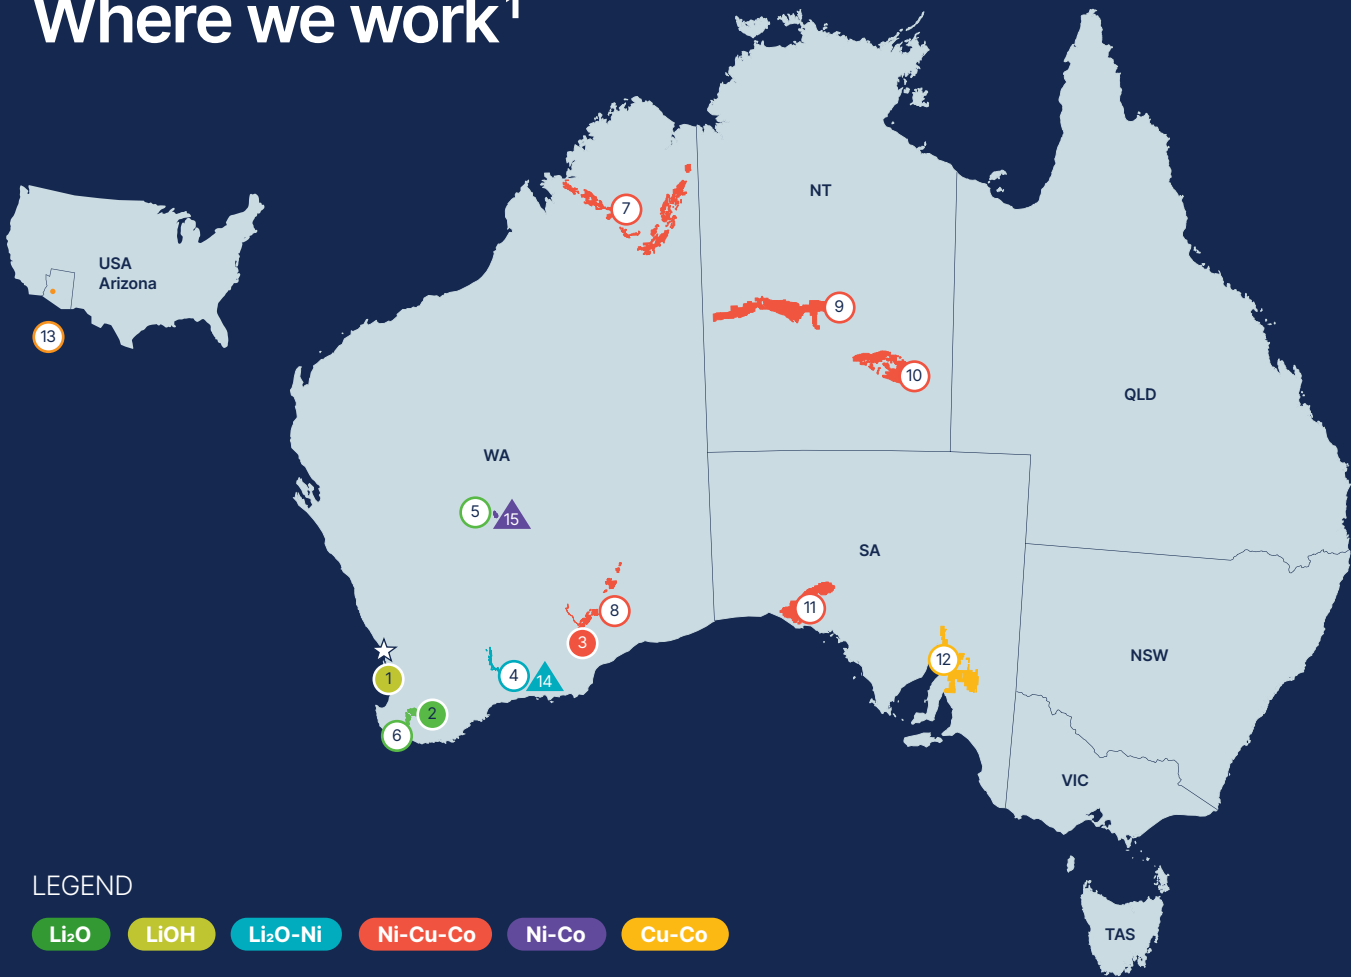 Where we work¹
NT
7
USA
Arizona
9
13
10
QLD
WA
5
15
SA
8
11
3
NSW
12
4
14
1
2
6
VIC
LEGEND
Li₂O
LiOH
Li₂O-Ni
Ni-Cu-Co
Ni-Co
Cu-Co
TAS